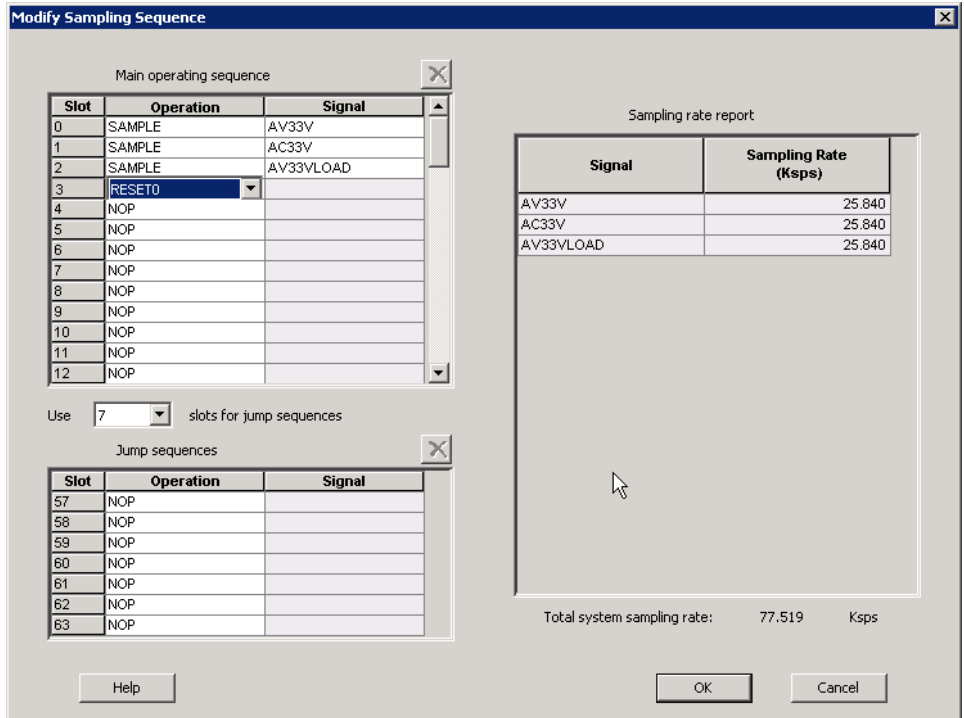 Modify Sampling Sequence
Main operating sequence
Slot Operation Signal
0 SAMPLE AV33V
1 SAMPLE AC33V
2 SAMPLE AV33VLOAD
3 RESET0
4 NOP
5 NOP
6 NOP
7 NOP
8 NOP
9 NOP
10 NOP
11 NOP
12 NOP
Use 7 slots for jump sequences
Jump sequences
Slot Operation Signal
57 NOP
58 NOP
59 NOP
60 NOP
61 NOP
62 NOP
63 NOP
Sampling rate report
Signal Sampling Rate
(Ksps)
AV33V 25.840
AC33V 25.840
AV33VLOAD 25.840
Total system sampling rate: 77.519 Ksps
Help OK Cancel